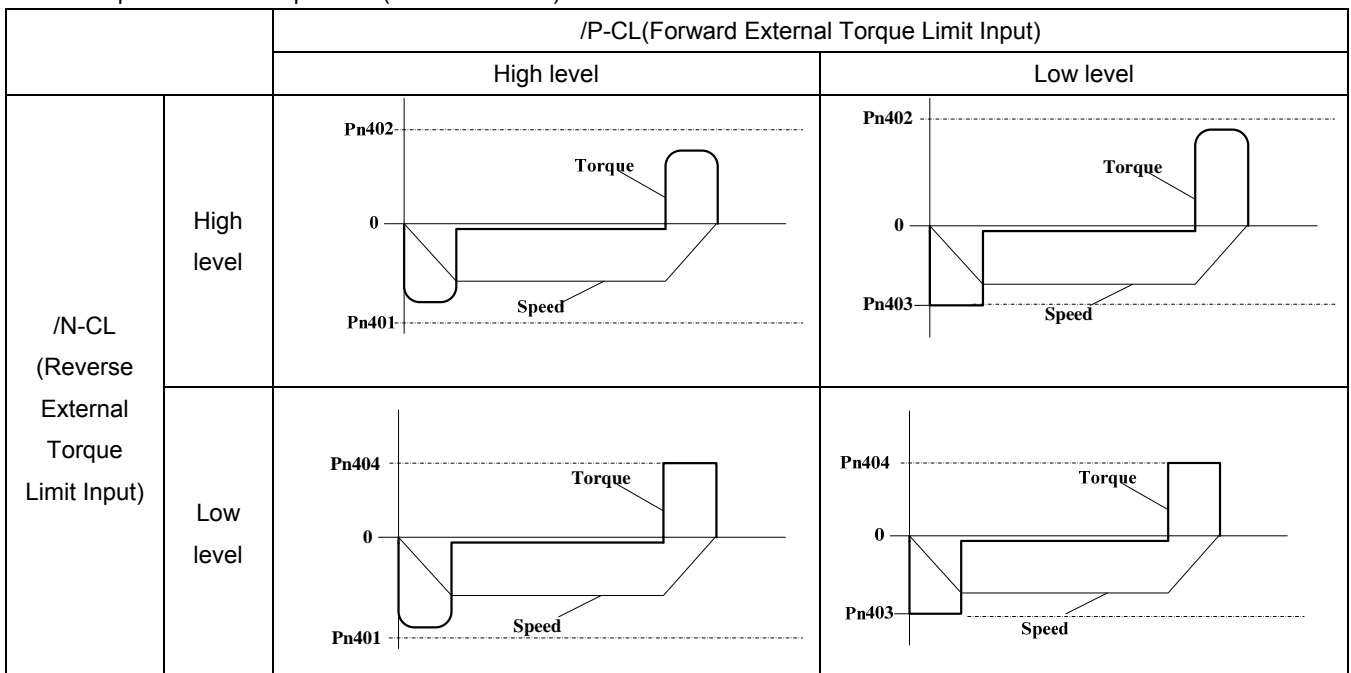 /P-CL(Forward External Torque Limit Input)
High level
Low level
/N-CL
(Reverse
External
Torque
Limit Input)
High
level
Pn402
Torque
0
Speed
Pn401
Pn402
Torque
0
Pn403
Speed
Low
level
Pn404
Torque
0
Speed
Pn401
Pn404
Torque
0
Pn403
Speed